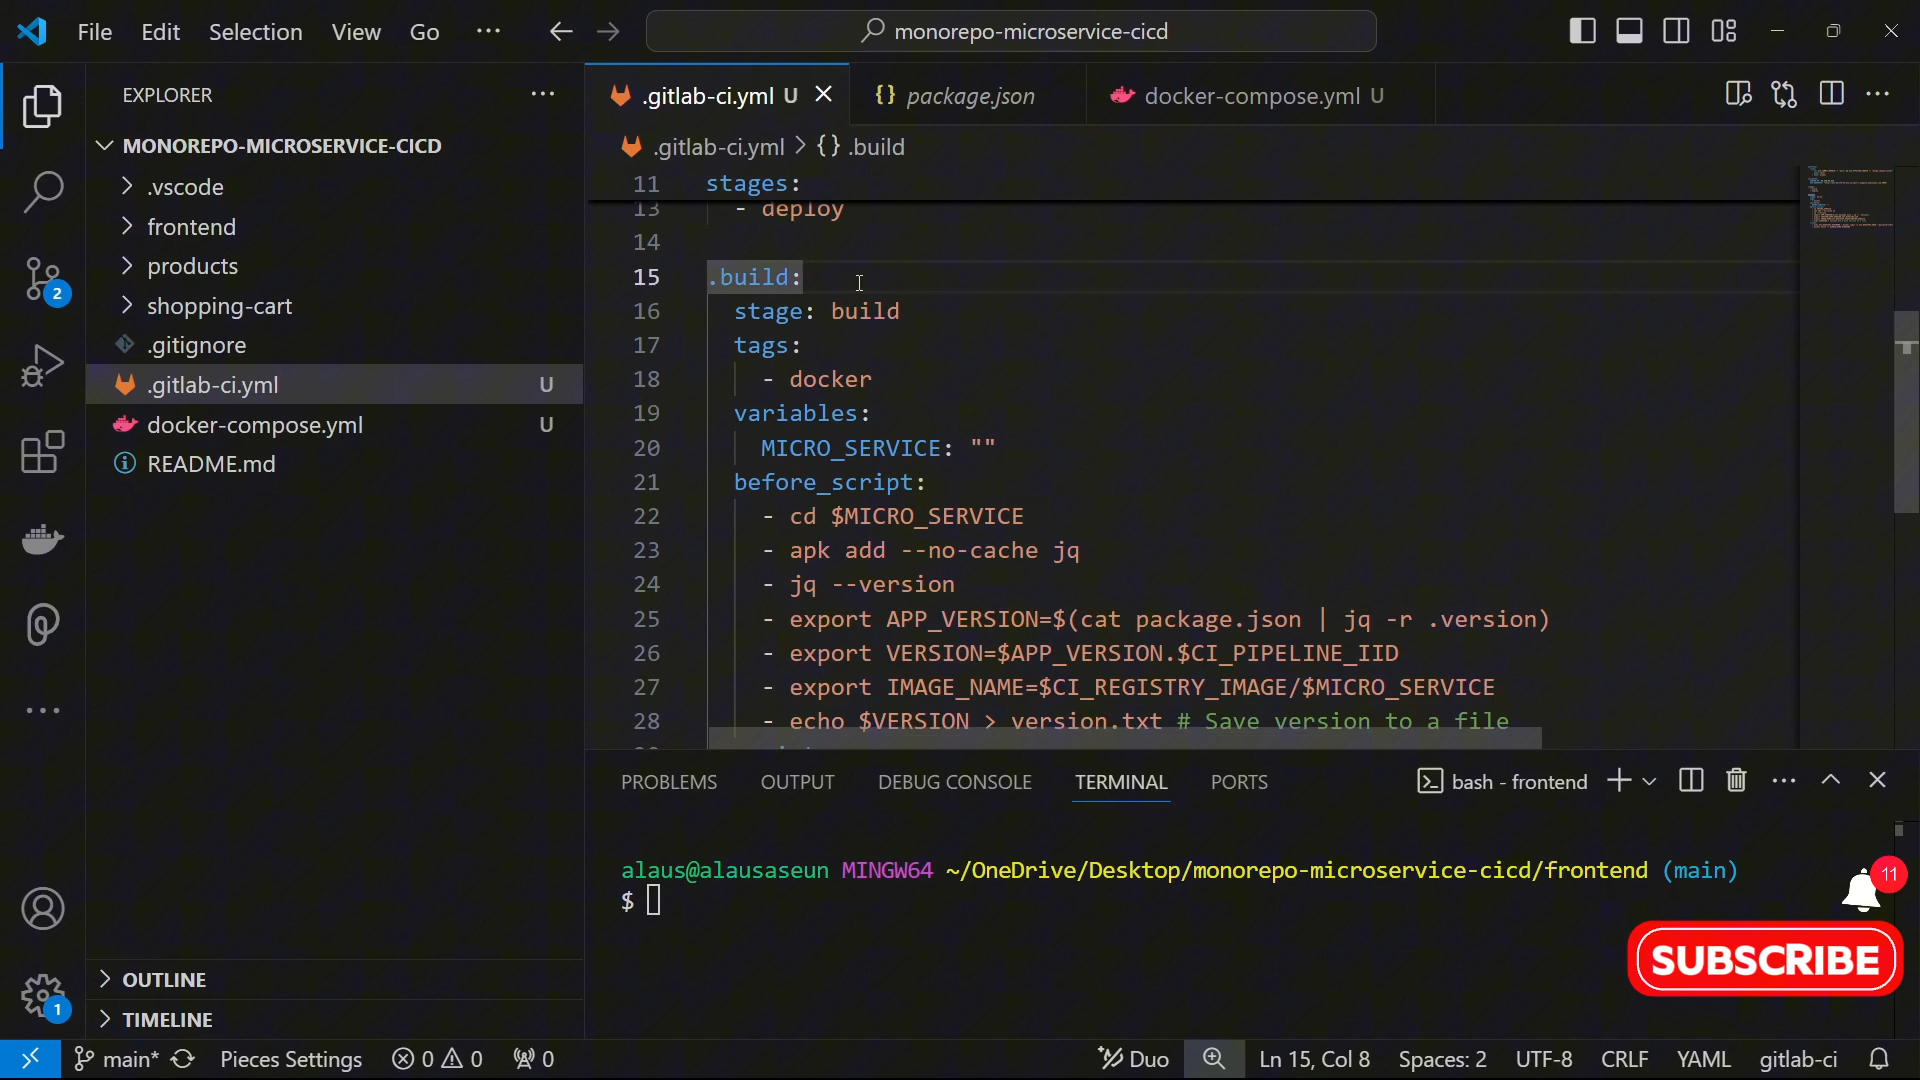 File Edit Selection View Go ··· monorepo-microservice-cicd
EXPLORER
MONOREPO-MICROSERVICE-CICD
.vscode
frontend
products
shopping-cart
.gitignore
.gitlab-ci.yml U
docker-compose.yml U
README.md
OUTLINE
TIMELINE
2
1
.gitlab-ci.yml U
{} package.json
docker-compose.yml U
.gitlab-ci.yml > {} .build
11 stages:
13 - deploy
14
15 .build:
16 stage: build
17 tags:
18 - docker
19 variables:
20 MICRO_SERVICE: ""
21 before_script:
22 - cd $MICRO_SERVICE
23 - apk add --no-cache jq
24 - jq --version
25 - export APP_VERSION=$(cat package.json | jq -r .version)
26 - export VERSION=$APP_VERSION.$CI_PIPELINE_IID
27 - export IMAGE_NAME=$CI_REGISTRY_IMAGE/$MICRO_SERVICE
28 - echo $VERSION > version.txt # Save version to a file
PROBLEMS OUTPUT DEBUG CONSOLE TERMINAL PORTS bash - frontend
alaus@alausaseun MINGW64 ~/OneDrive/Desktop/monorepo-microservice-cicd/frontend (main)
$
11
SUBSCRIBE
main* Pieces Settings 0 0 0 Duo Ln 15, Col 8 Spaces: 2 UTF-8 CRLF YAML gitlab-ci